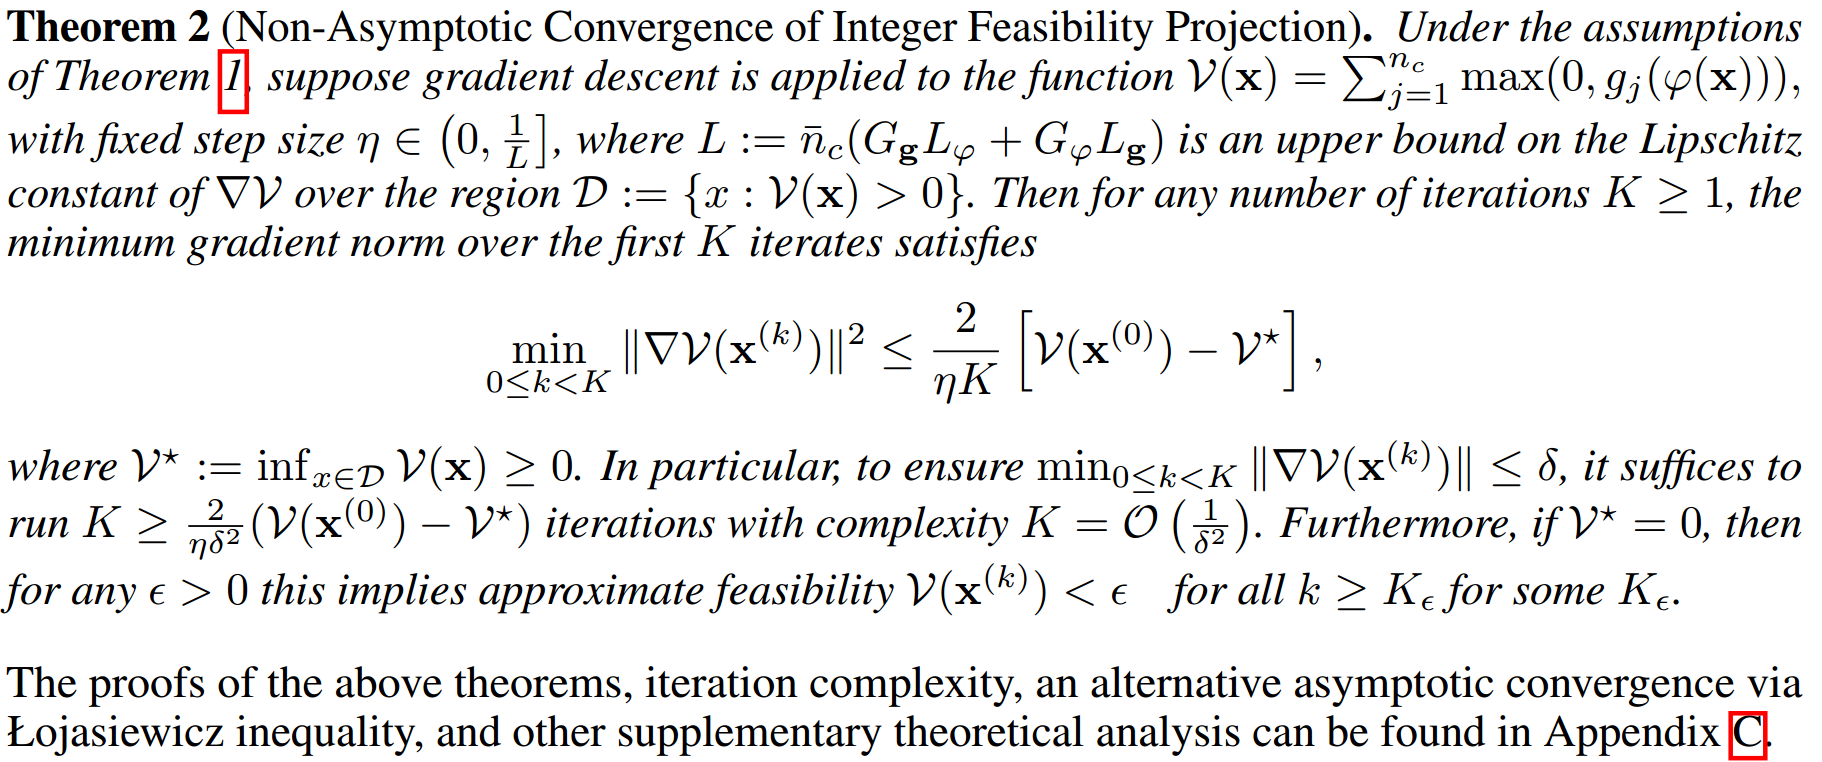 Theorem 2 (Non-Asymptotic Convergence of Integer Feasibility Projection). Under the assumptions
of Theorem 1, suppose gradient descent is applied to the function 𝒱(𝐱) = ∑_{j=1}^{n_c} max(0, g_j(φ(𝐱))),
with fixed step size η ∈ (0, 1/L], where L := n̄_c(G_𝐠L_φ + G_φL_𝐠) is an upper bound on the Lipschitz
constant of ∇𝒱 over the region 𝒟 := {x : 𝒱(𝐱) > 0}. Then for any number of iterations K ≥ 1, the
minimum gradient norm over the first K iterates satisfies
min_{0≤k<K} ‖∇𝒱(𝐱^{(k)})‖² ≤ 2/(ηK) [𝒱(𝐱^{(0)}) − 𝒱^⋆],
where 𝒱^⋆ := inf_{x∈𝒟} 𝒱(𝐱) ≥ 0. In particular, to ensure min_{0≤k<K} ‖∇𝒱(𝐱^{(k)})‖ ≤ δ, it suffices to
run K ≥ 2/(ηδ²) (𝒱(𝐱^{(0)}) − 𝒱^⋆) iterations with complexity K = 𝒪(1/δ²). Furthermore, if 𝒱^⋆ = 0, then
for any ϵ > 0 this implies approximate feasibility 𝒱(𝐱^{(k)}) < ϵ for all k ≥ K_ϵ for some K_ϵ.
The proofs of the above theorems, iteration complexity, an alternative asymptotic convergence via
Łojasiewicz inequality, and other supplementary theoretical analysis can be found in Appendix C.